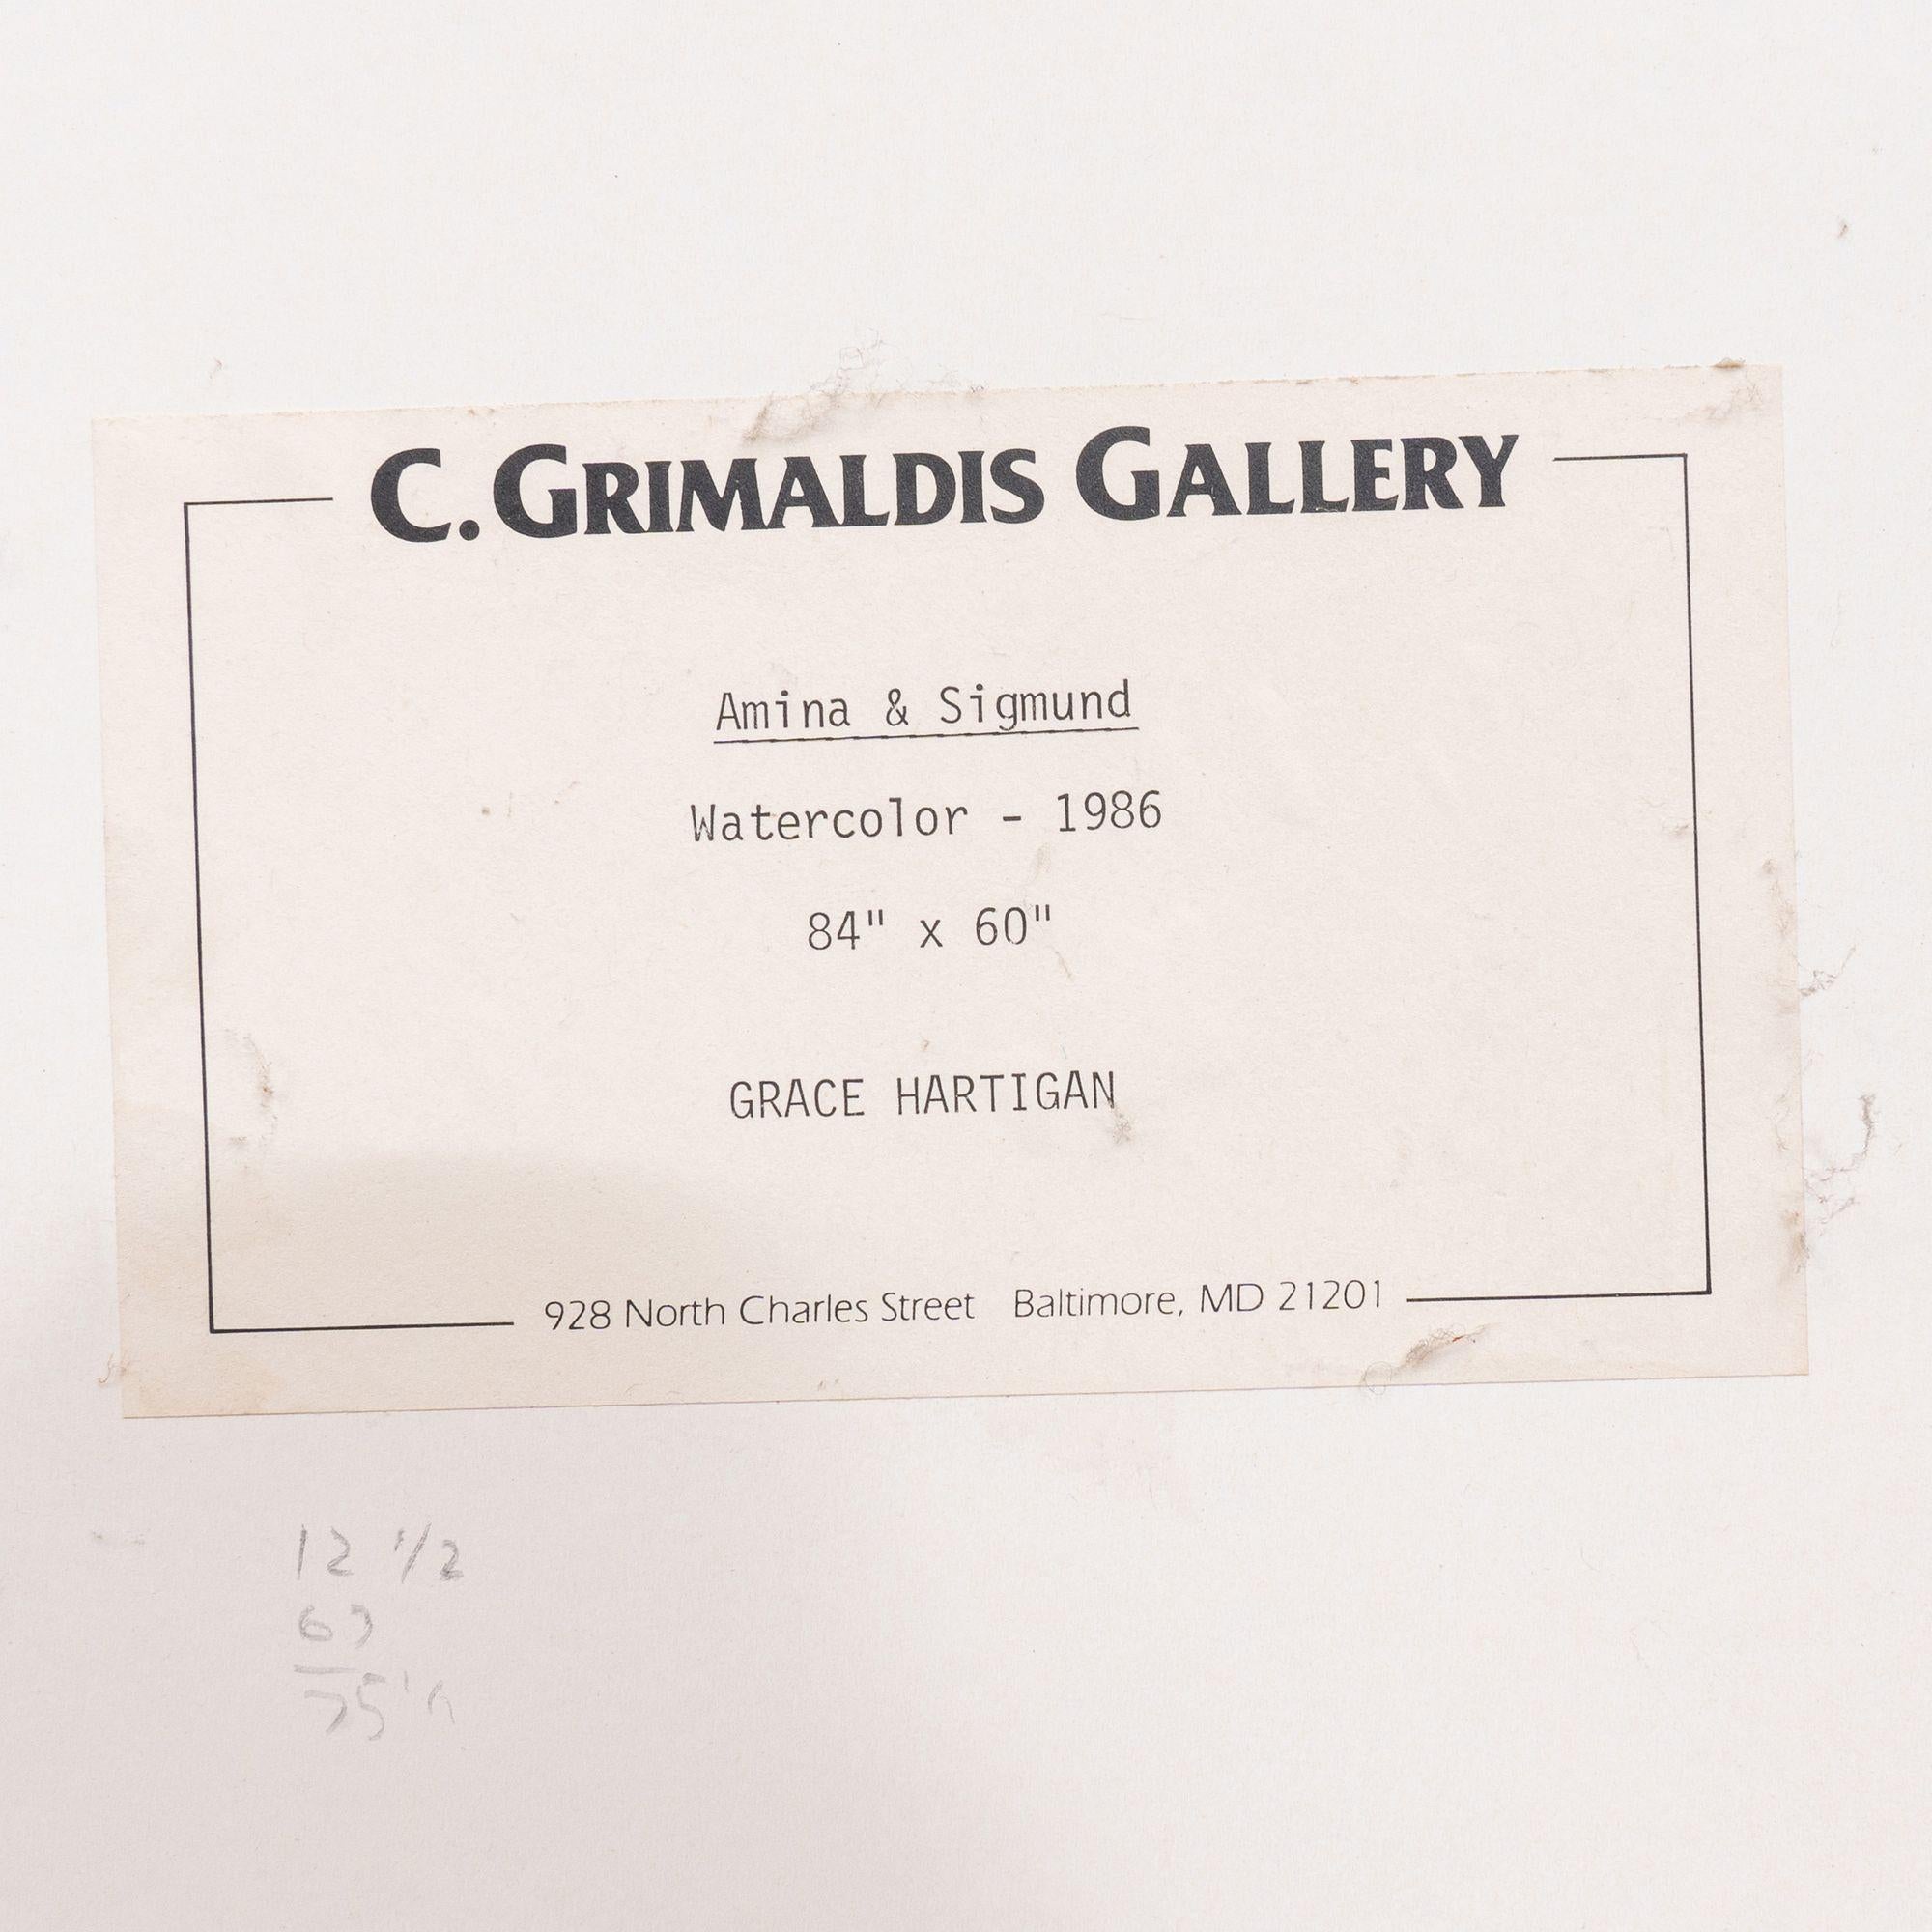 C. GRIMALDIS GALLERY
Amina & Sigmund
Watercolor - 1986
84" x 60"
GRACE HARTIGAN
928 North Charles Street Baltimore, MD 21201
12 1/2
63